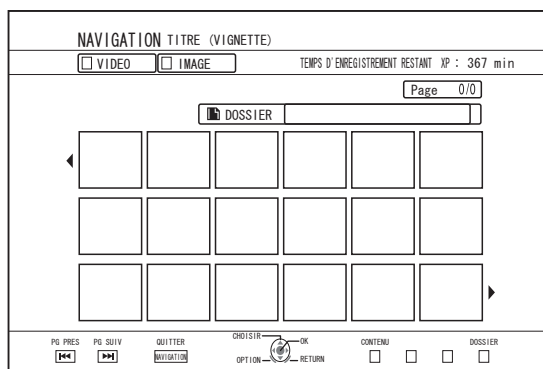 NAVIGATION TITRE (VIGNETTE)
VIDEO IMAGE TEMPS D'ENREGISTREMENT RESTANT XP : 367 min
Page 0/0
DOSSIER
PG PRES PG SUIV QUITTER CHOISIR OK CONTENU DOSSIER
NAVIGATION OPTION RETURN